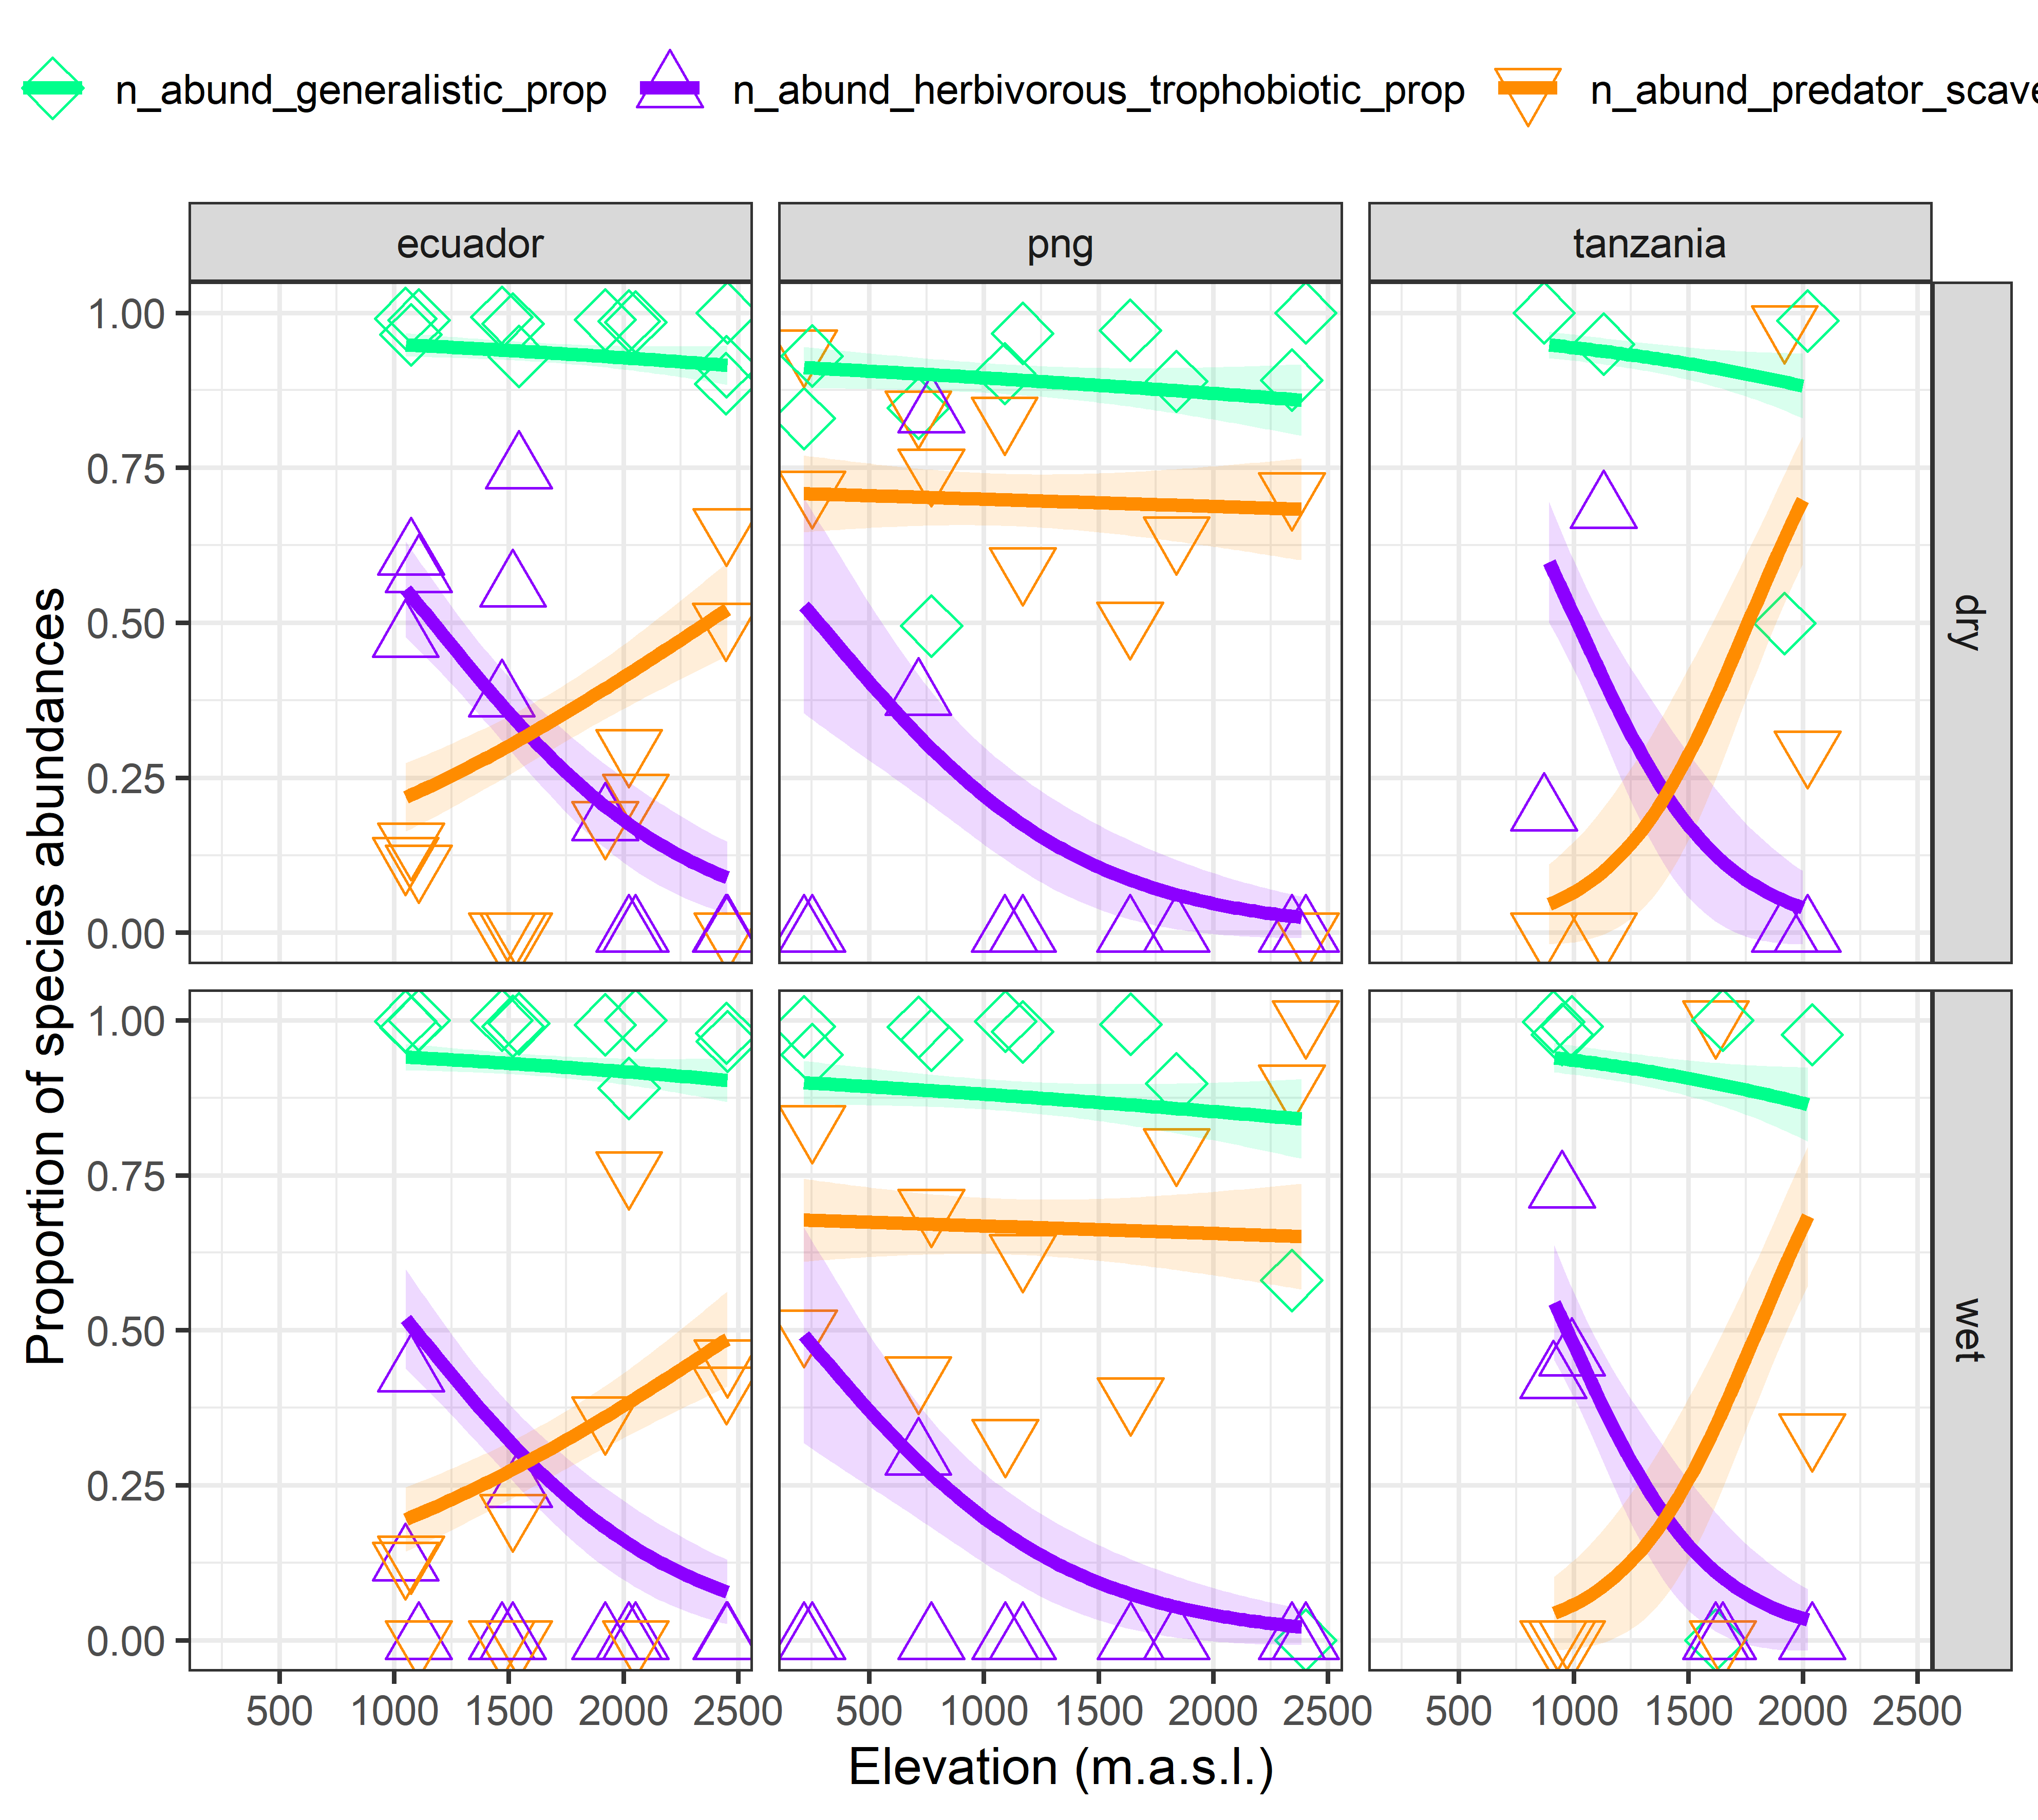 n_abund_generalistic_prop n_abund_herbivorous_trophobiotic_prop n_abund_predator_scave
ecuador png tanzania
1.00
0.75
0.50
0.25
0.00
dry
1.00
0.75
0.50
0.25
0.00
wet
Proportion of species abundances
500 1000 1500 2000 2500 500 1000 1500 2000 2500 500 1000 1500 2000 2500
Elevation (m.a.s.l.)